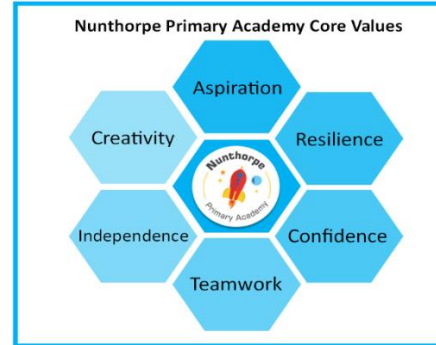 Nunthorpe Primary Academy Core Values
Aspiration
Creativity
Resilience
Nunthorpe
Primary Academy
Independence
Confidence
Teamwork